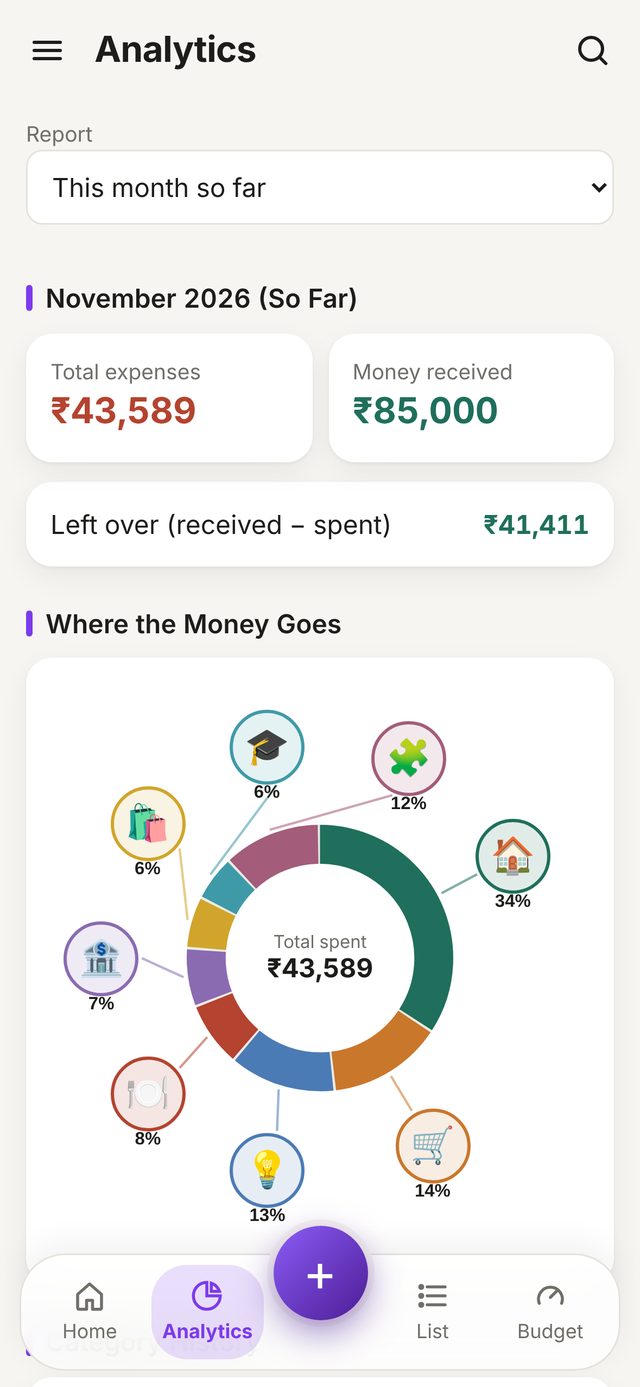 Analytics
Report
This month so far
November 2026 (So Far)
Total expenses
₹43,589
Money received
₹85,000
Left over (received − spent)
₹41,411
Where the Money Goes
6%
12%
6%
34%
Total spent
₹43,589
7%
8%
14%
13%
+
Home
Analytics
List
Budget
Category History